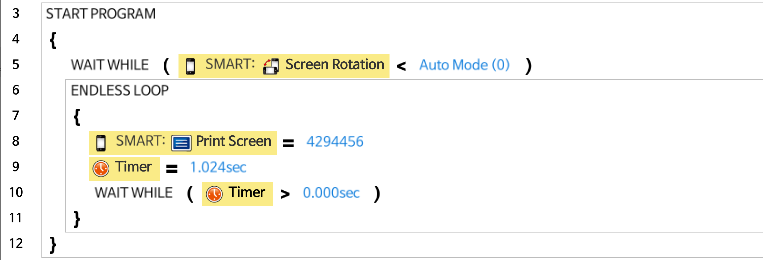 3 START PROGRAM
4 {
5 WAIT WHILE ( SMART: Screen Rotation < Auto Mode (0) )
6 ENDLESS LOOP
7 {
8 SMART: Print Screen = 4294456
9 Timer = 1.024sec
10 WAIT WHILE ( Timer > 0.000sec )
11 }
12 }